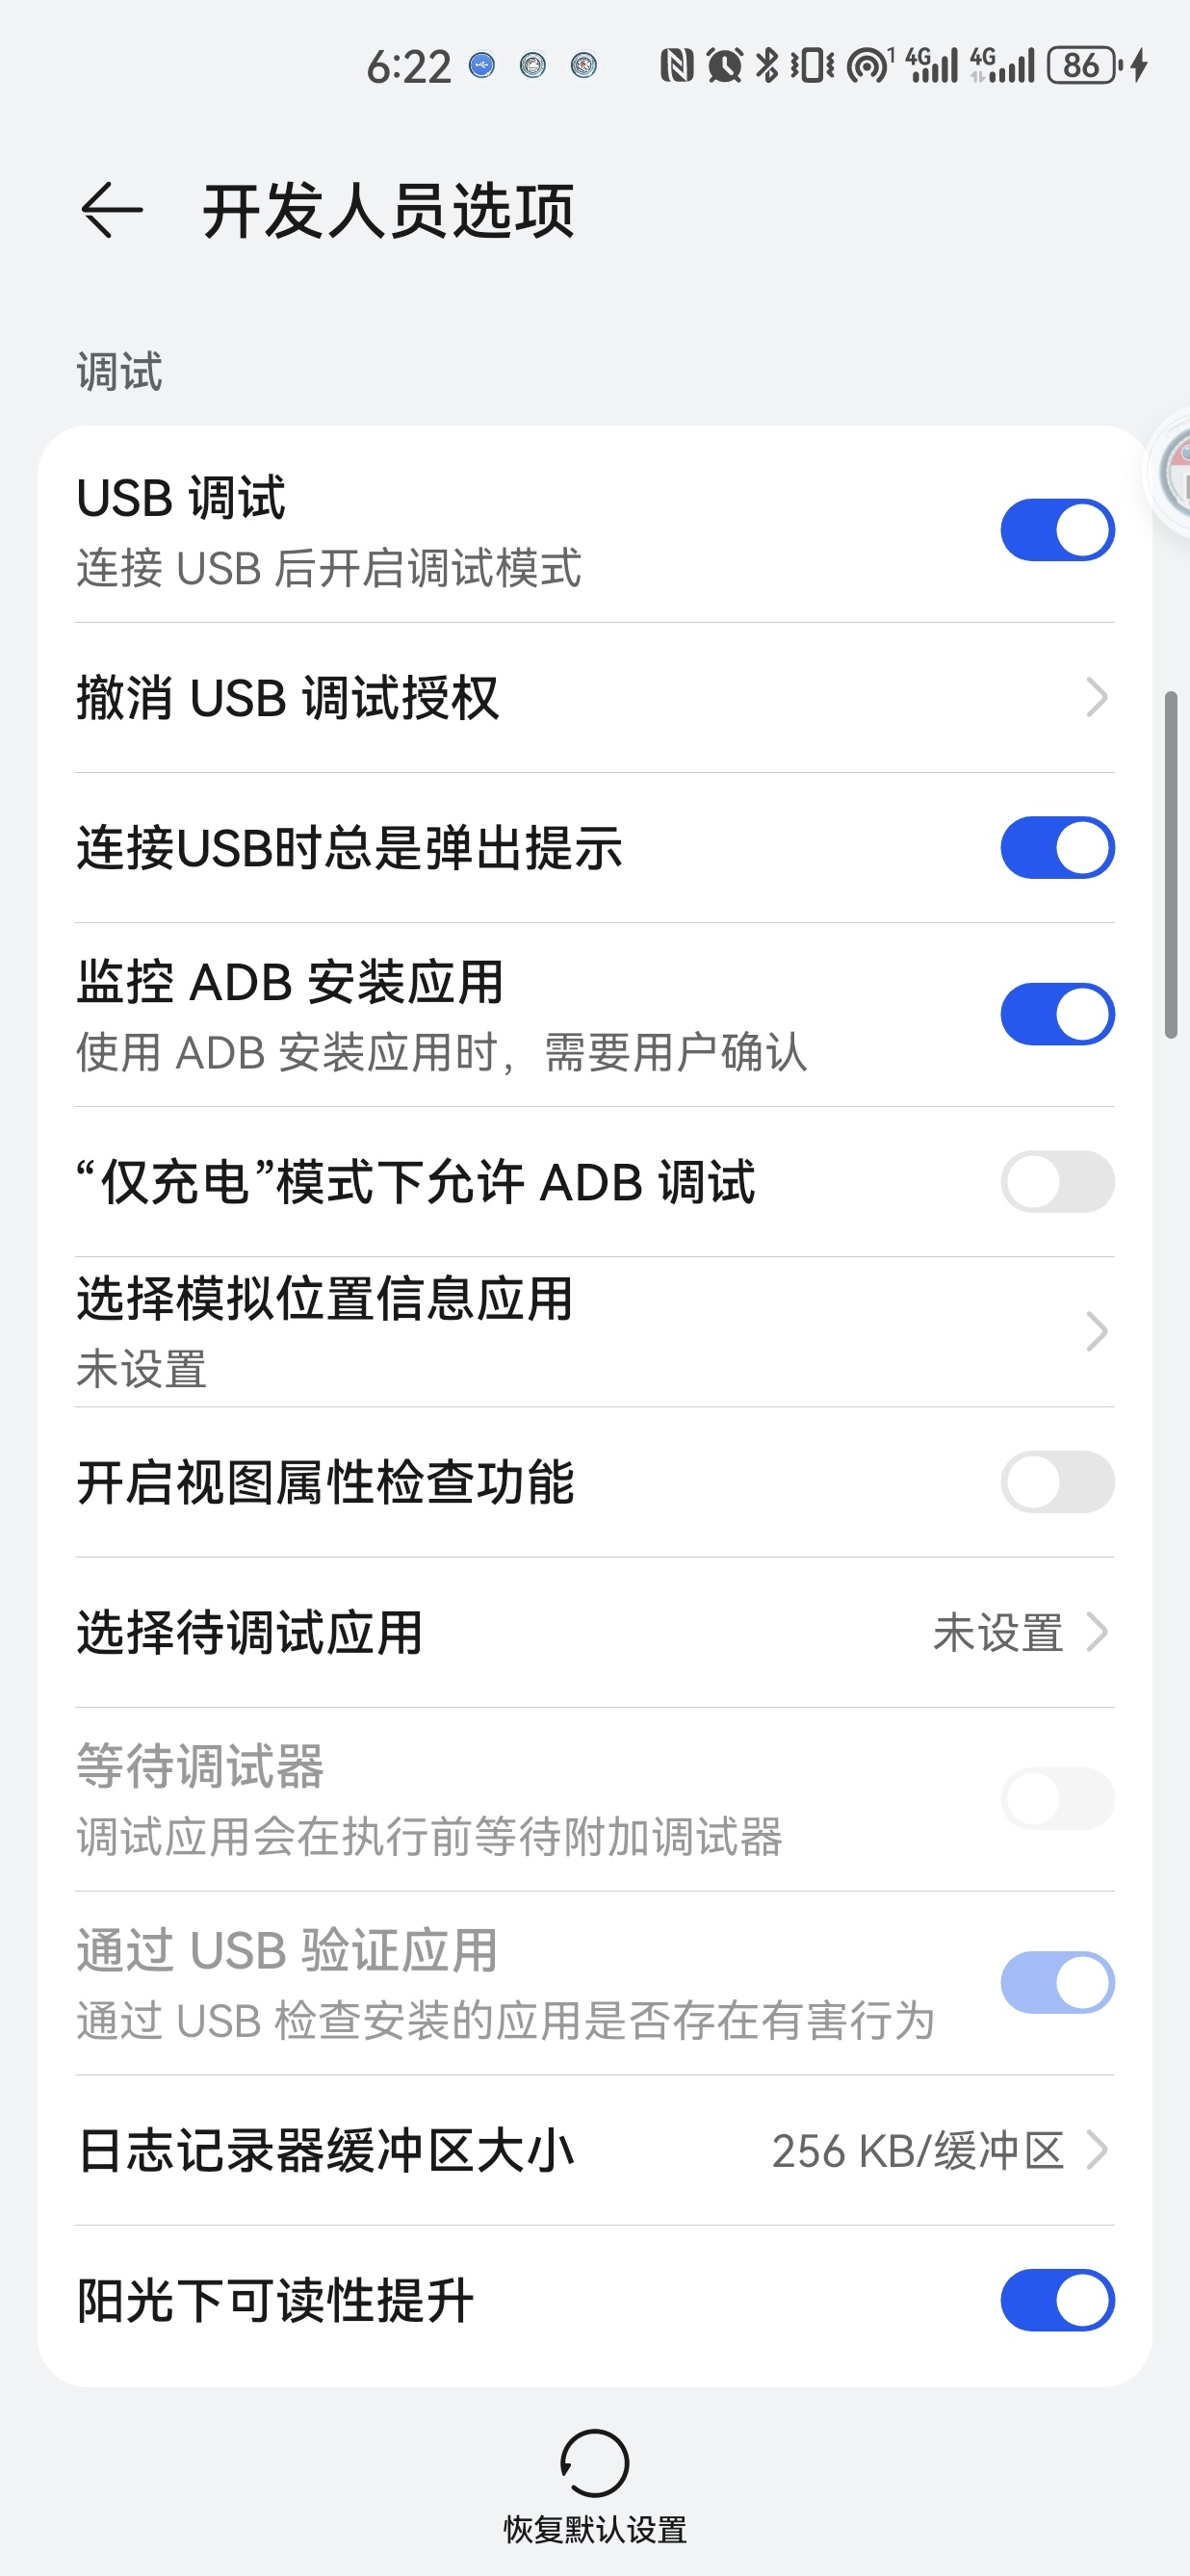 6:22 1 4G 4G 86
开发人员选项
调试
USB 调试
连接 USB 后开启调试模式
撤消 USB 调试授权
连接USB时总是弹出提示
监控 ADB 安装应用
使用 ADB 安装应用时，需要用户确认
“仅充电”模式下允许 ADB 调试
选择模拟位置信息应用
未设置
开启视图属性检查功能
选择待调试应用 未设置
等待调试器
调试应用会在执行前等待附加调试器
通过 USB 验证应用
通过 USB 检查安装的应用是否存在有害行为
日志记录器缓冲区大小 256 KB/缓冲区
阳光下可读性提升
恢复默认设置